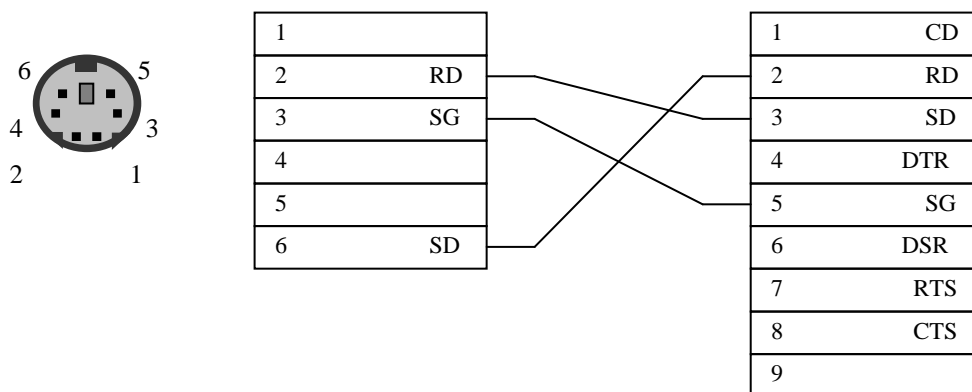 6 5
4 3
2 1
1
2 RD
3 SG
4
5
6 SD
1 CD
2 RD
3 SD
4 DTR
5 SG
6 DSR
7 RTS
8 CTS
9